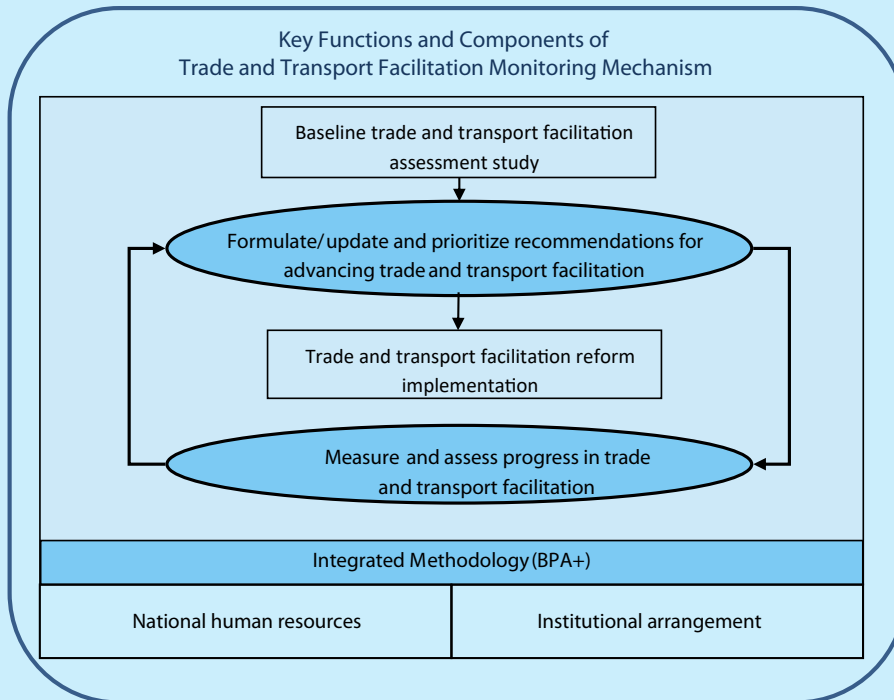 Key Functions and Components of
Trade and Transport Facilitation Monitoring Mechanism
Baseline trade and transport facilitation
assessment study
Formulate/update and prioritize recommendations for
advancing trade and transport facilitation
Trade and transport facilitation reform
implementation
Measure and assess progress in trade
and transport facilitation
Integrated Methodology (BPA+)
National human resources
Institutional arrangement